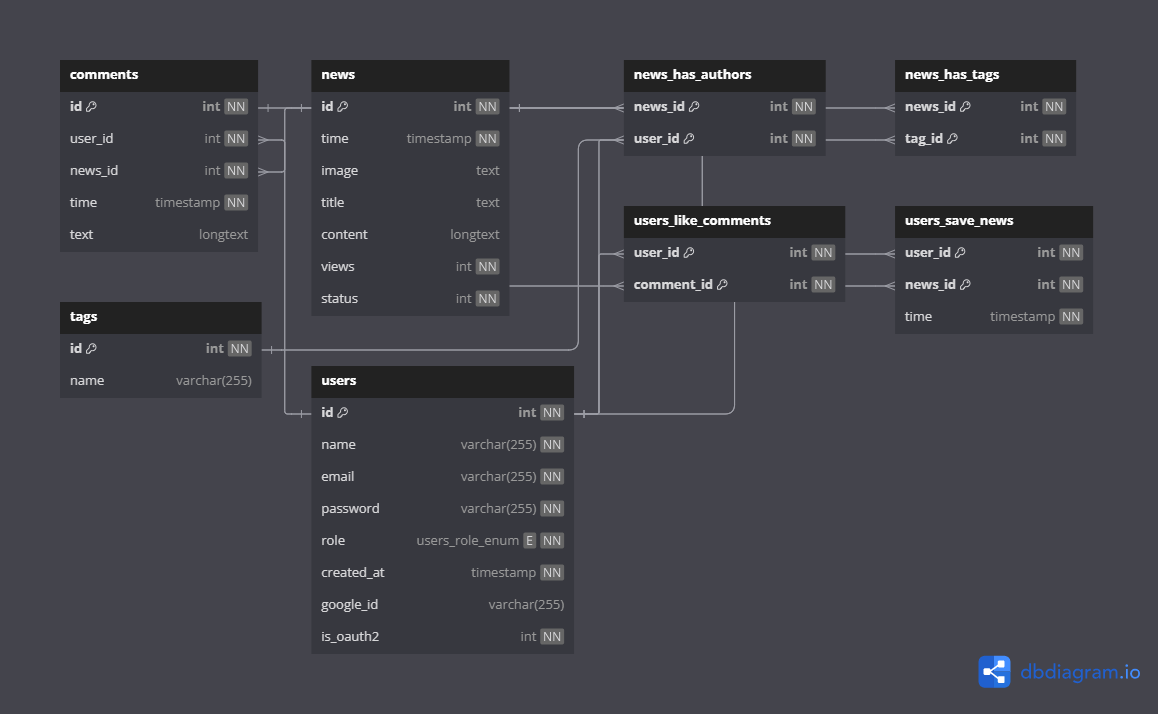 comments
id int NN
user_id int NN
news_id int NN
time timestamp NN
text longtext
news
id int NN
time timestamp NN
image text
title text
content longtext
views int NN
status int NN
news_has_authors
news_id int NN
user_id int NN
news_has_tags
news_id int NN
tag_id int NN
users_like_comments
user_id int NN
comment_id int NN
users_save_news
user_id int NN
news_id int NN
time timestamp NN
tags
id int NN
name varchar(255)
users
id int NN
name varchar(255) NN
email varchar(255) NN
password varchar(255) NN
role users_role_enum E NN
created_at timestamp NN
google_id varchar(255)
is_oauth2 int NN
dbdiagram.io